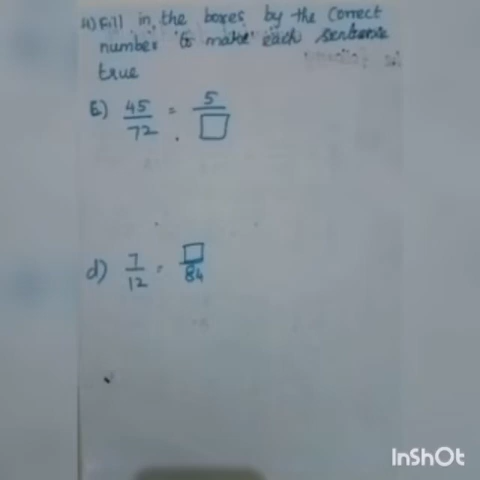 4) Fill in the boxes by the correct
number to make each sentence
true
E) 45/72 = 5/□
d) 7/12 = □/84
InShOt